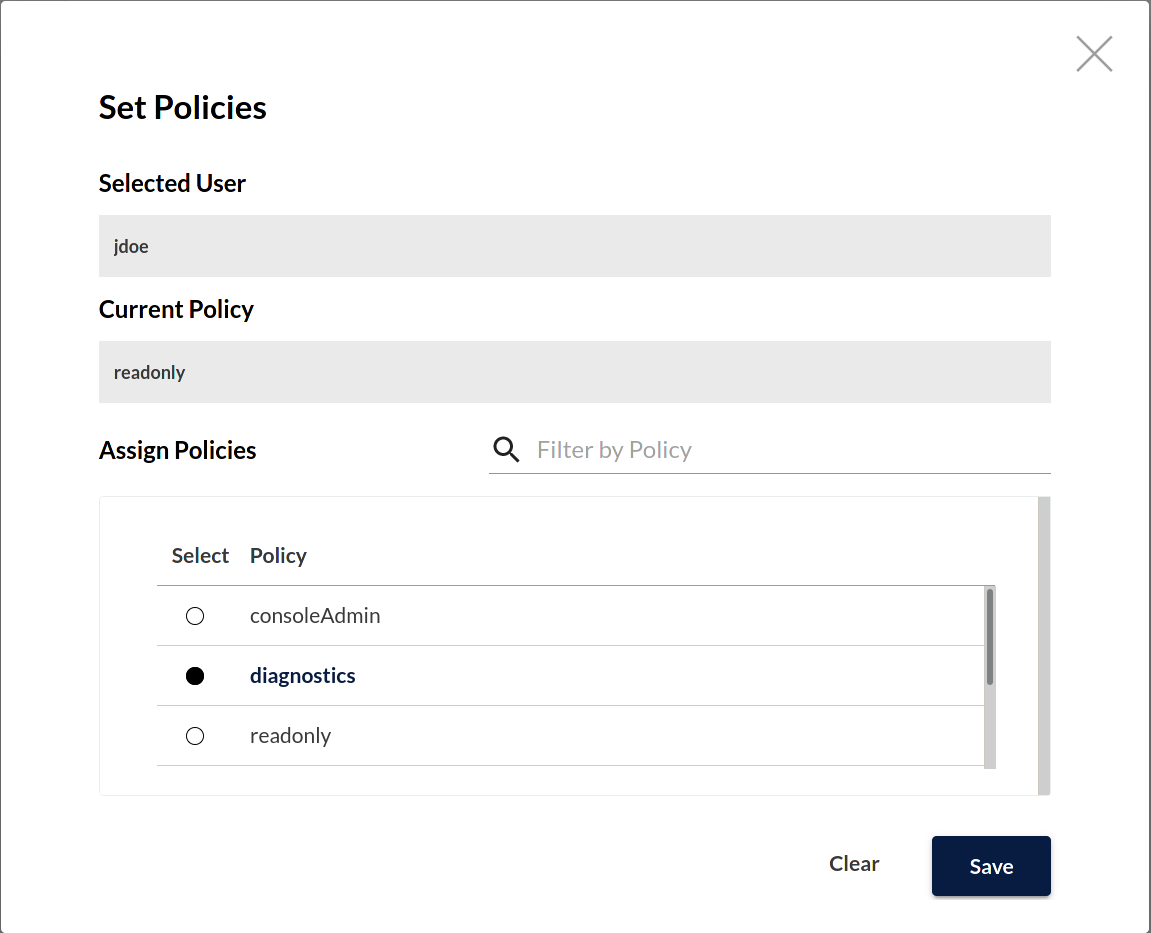 Set Policies
Selected User
jdoe
Current Policy
readonly
Assign Policies Filter by Policy
Select Policy
consoleAdmin
diagnostics
readonly
Clear Save